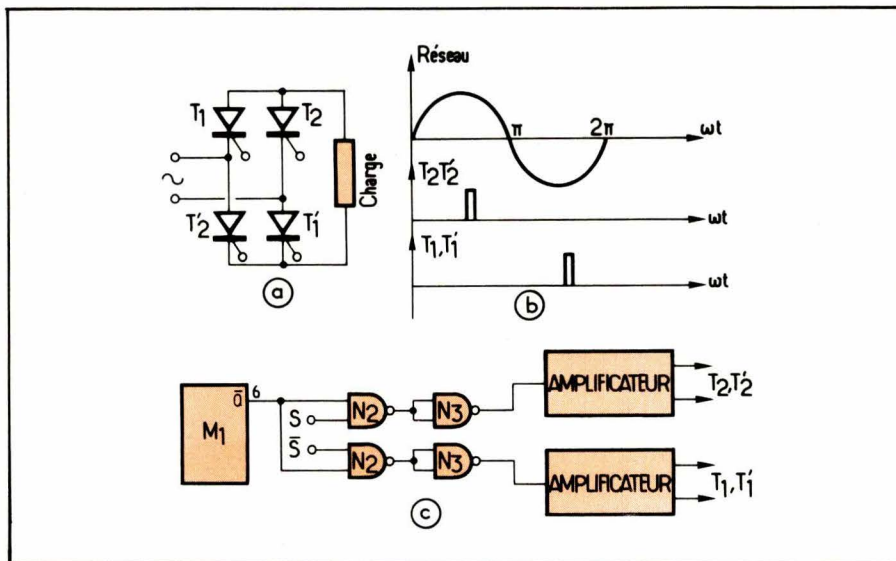 Réseau
T₁ T₂
π 2π ωt
Charge
T₂T'₂
T'₂ T'₁
ωt
T₁,T'₁
ωt
a
b
M₁
Q̄ 6
S
N₂ N₃
AMPLIFICATEUR
T₂,T'₂
S̄
N₂ N₃
AMPLIFICATEUR
T₁,T'₁
c